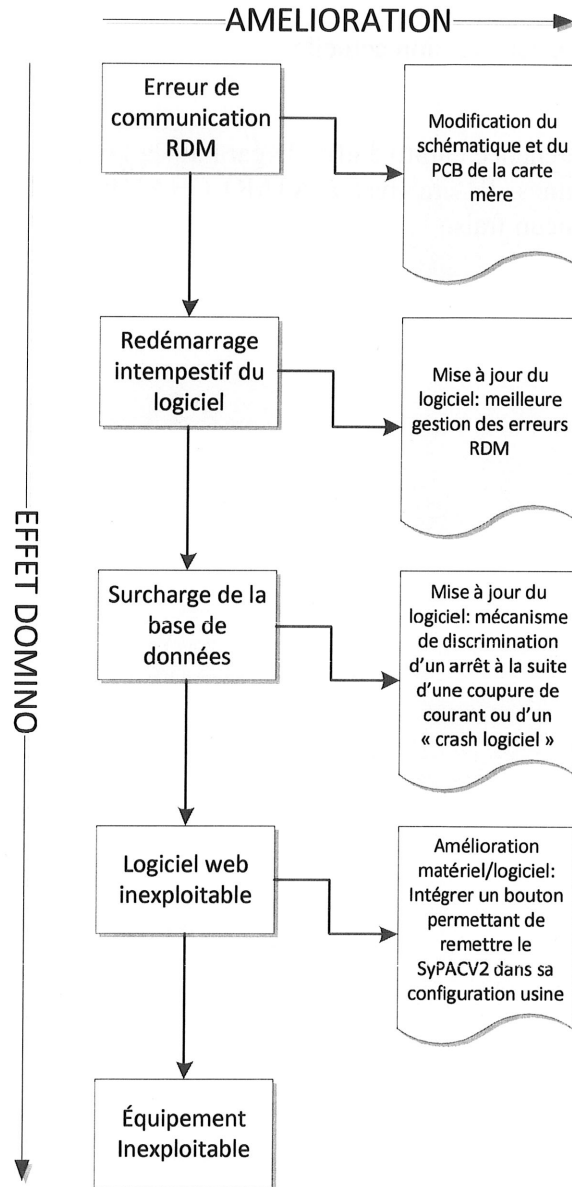 AMELIORATION
EFFET DOMINO
Erreur de
communication
RDM
Modification du
schématique et du
PCB de la carte
mère
Redémarrage
intempestif du
logiciel
Mise à jour du
logiciel: meilleure
gestion des erreurs
RDM
Surcharge de la
base de
données
Mise à jour du
logiciel: mécanisme
de discrimination
d'un arrêt à la suite
d'une coupure de
courant ou d'un
« crash logiciel »
Logiciel web
inexploitable
Amélioration
matériel/logiciel:
Intégrer un bouton
permettant de
remettre le
SyPACV2 dans sa
configuration usine
Équipement
Inexploitable